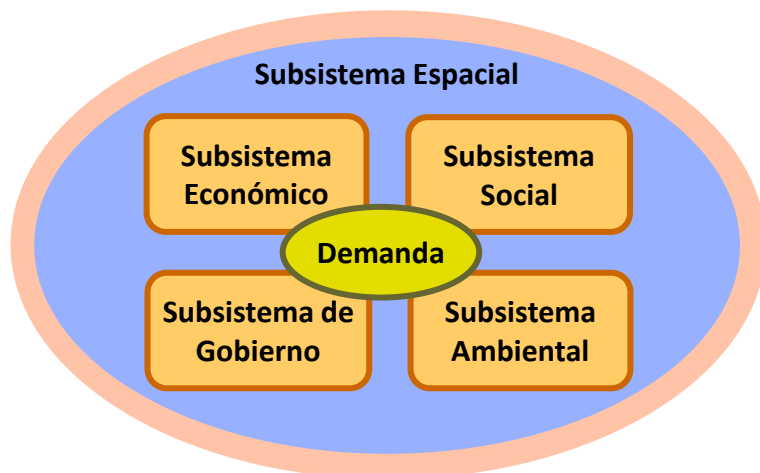 Subsistema Espacial
Subsistema
Económico
Subsistema
Social
Demanda
Subsistema de
Gobierno
Subsistema
Ambiental